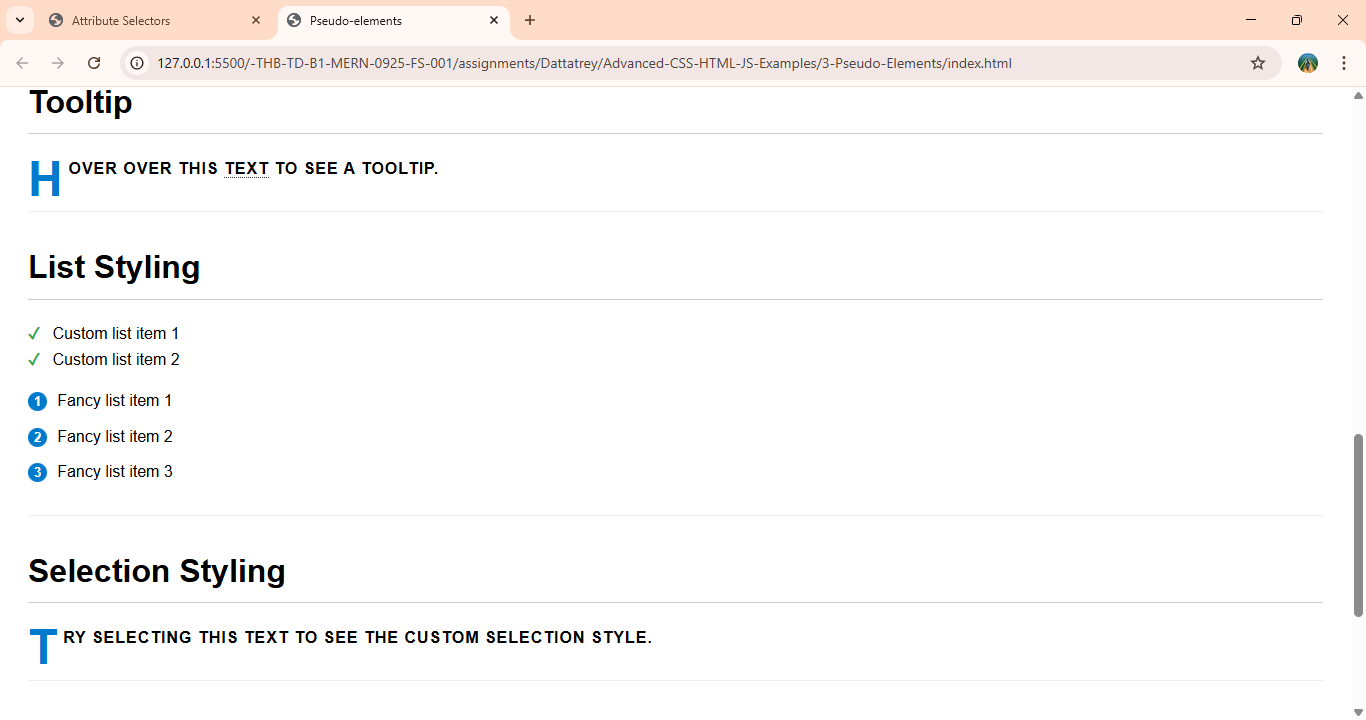 Attribute Selectors
Pseudo-elements
127.0.0.1:5500/-THB-TD-B1-MERN-0925-FS-001/assignments/Dattatrey/Advanced-CSS-HTML-JS-Examples/3-Pseudo-Elements/index.html
Tooltip
HOVER OVER THIS TEXT TO SEE A TOOLTIP.
List Styling
✓ Custom list item 1
✓ Custom list item 2
1 Fancy list item 1
2 Fancy list item 2
3 Fancy list item 3
Selection Styling
TRY SELECTING THIS TEXT TO SEE THE CUSTOM SELECTION STYLE.